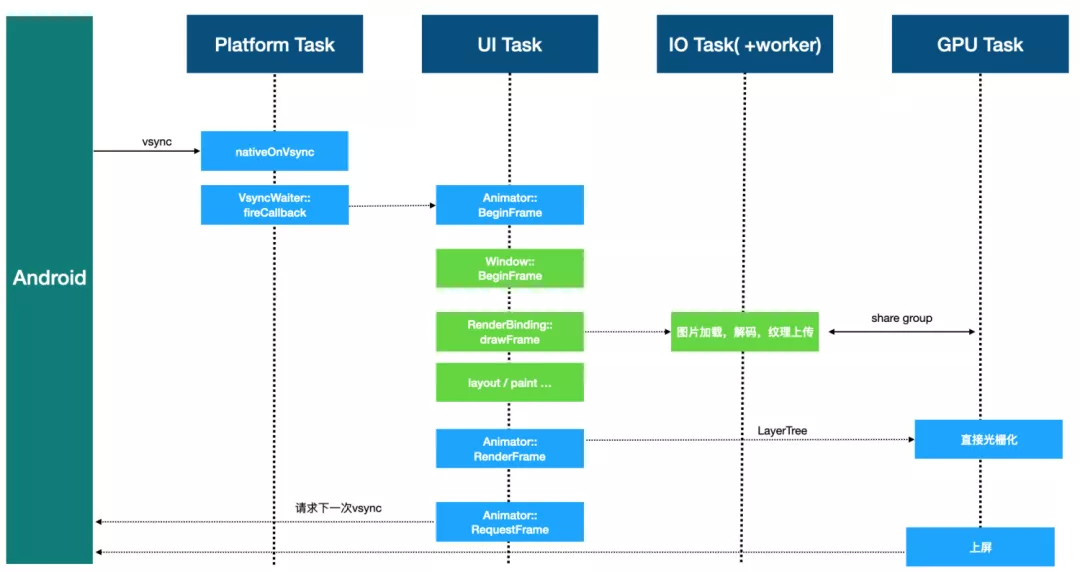 Platform Task
UI Task
IO Task( +worker)
GPU Task
vsync
nativeOnVsync
VsyncWaiter::
fireCallback
Animator::
BeginFrame
Android
Window::
BeginFrame
RenderBinding::
drawFrame
图片加载，解码，纹理上传
share group
layout / paint ...
Animator::
RenderFrame
LayerTree
直接光栅化
请求下一次vsync
Animator::
RequestFrame
上屏